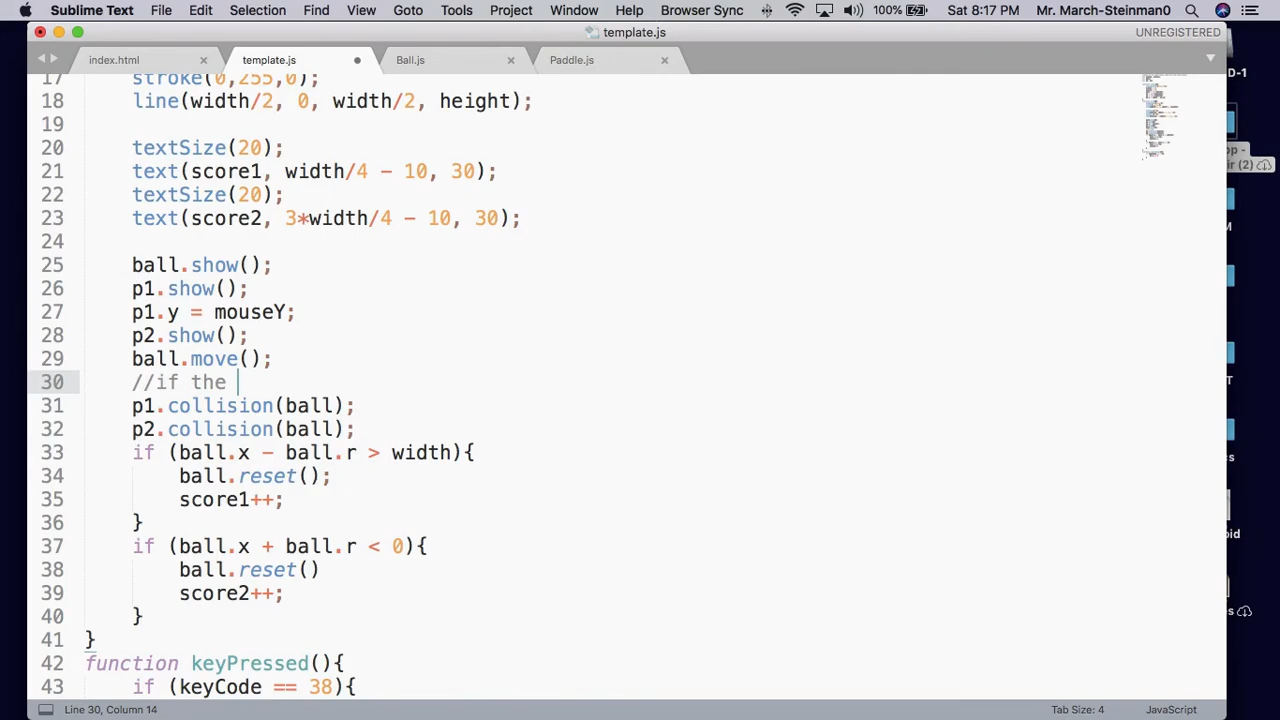 Sublime Text File Edit Selection Find View Goto Tools Project Window Help Browser Sync 100% Sat 8:17 PM Mr. March-Steinman0
template.js UNREGISTERED
index.html template.js Ball.js Paddle.js
17 stroke(0,255,0);
18 line(width/2, 0, width/2, height);
19
20 textSize(20);
21 text(score1, width/4 - 10, 30);
22 textSize(20);
23 text(score2, 3*width/4 - 10, 30);
24
25 ball.show();
26 p1.show();
27 p1.y = mouseY;
28 p2.show();
29 ball.move();
30 //if the
31 p1.collision(ball);
32 p2.collision(ball);
33 if (ball.x - ball.r > width){
34 ball.reset();
35 score1++;
36 }
37 if (ball.x + ball.r < 0){
38 ball.reset()
39 score2++;
40 }
41 }
42 function keyPressed(){
43 if (keyCode == 38){
Line 30, Column 14 Tab Size: 4 JavaScript